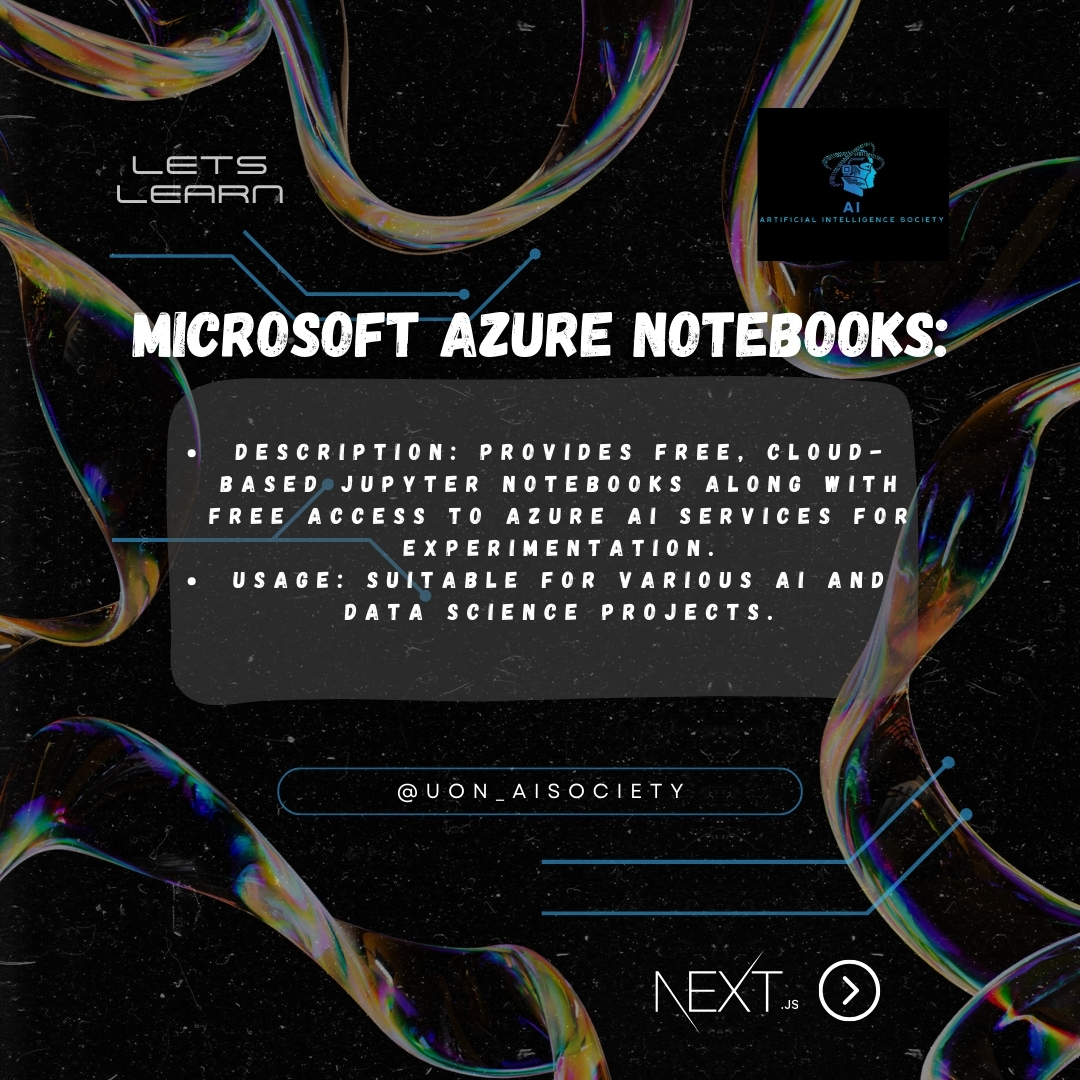 LETS
LEARN
AI
ARTIFICIAL INTELLIGENCE SOCIETY
MICROSOFT AZURE NOTEBOOKS:
• DESCRIPTION: PROVIDES FREE, CLOUD-
BASED JUPYTER NOTEBOOKS ALONG WITH
FREE ACCESS TO AZURE AI SERVICES FOR
EXPERIMENTATION.
• USAGE: SUITABLE FOR VARIOUS AI AND
DATA SCIENCE PROJECTS.
@UON_AISOCIETY
NEXT.JS